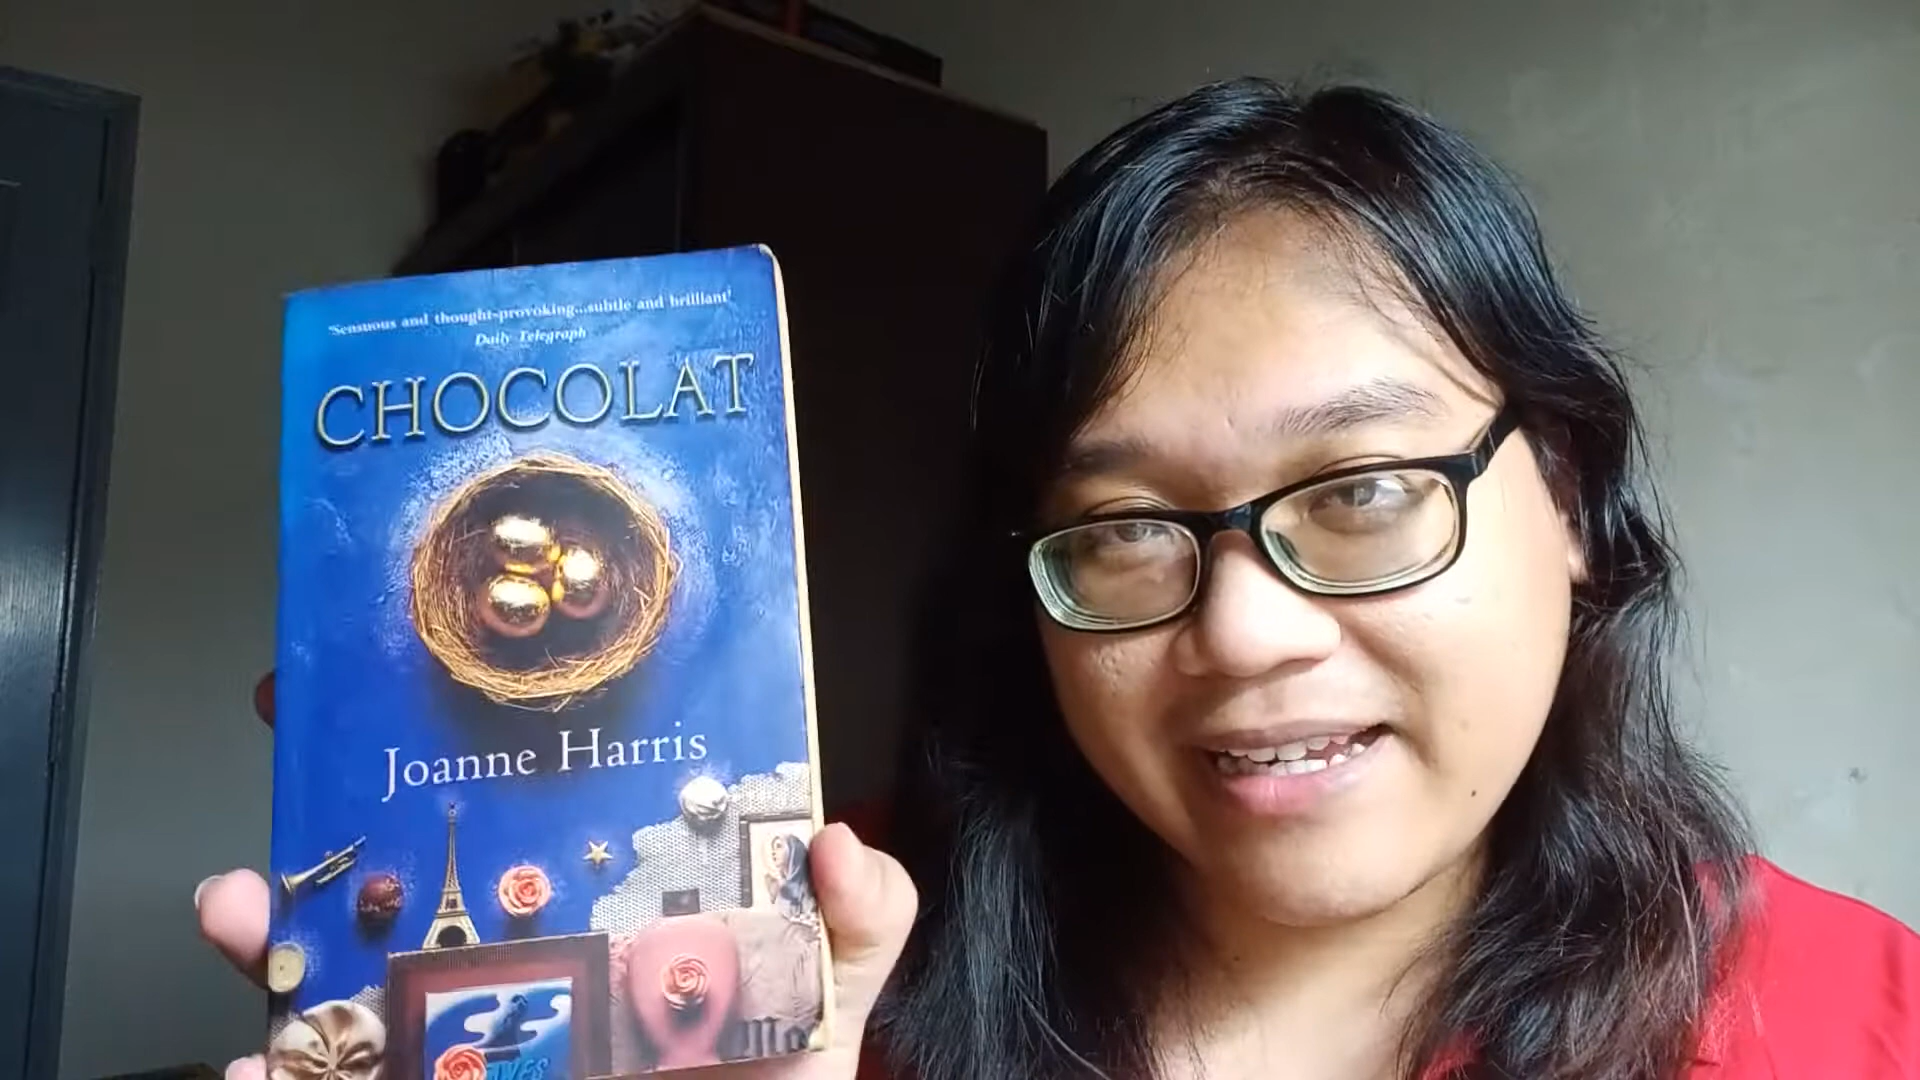 'Sensuous and thought-provoking...subtle and brilliant'
Daily Telegraph
CHOCOLAT
Joanne Harris